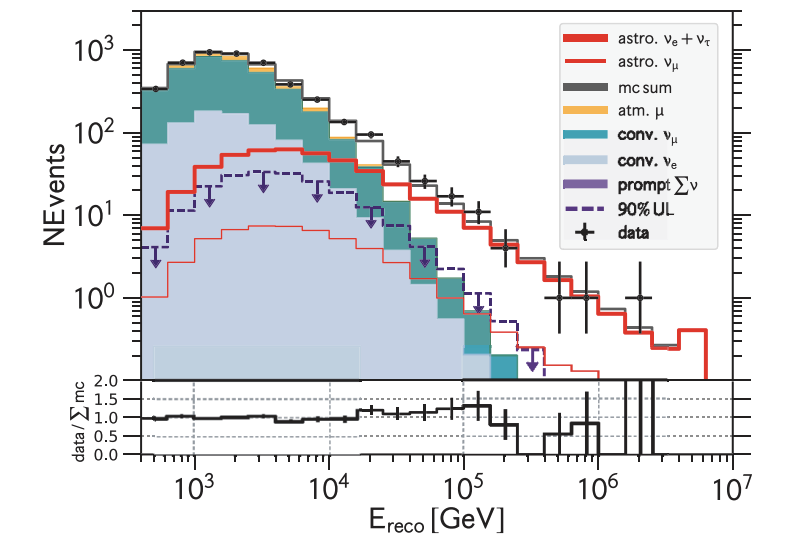 10³
10²
10¹
10⁰
NEvents
astro. νₑ + ντ
astro. νμ
mc sum
atm. μ
conv. νμ
conv. νₑ
prompt ∑ν
90% UL
data
2.0
1.5
1.0
0.5
0.0
data/∑mc
10³ 10⁴ 10⁵ 10⁶ 10⁷
E_reco [GeV]